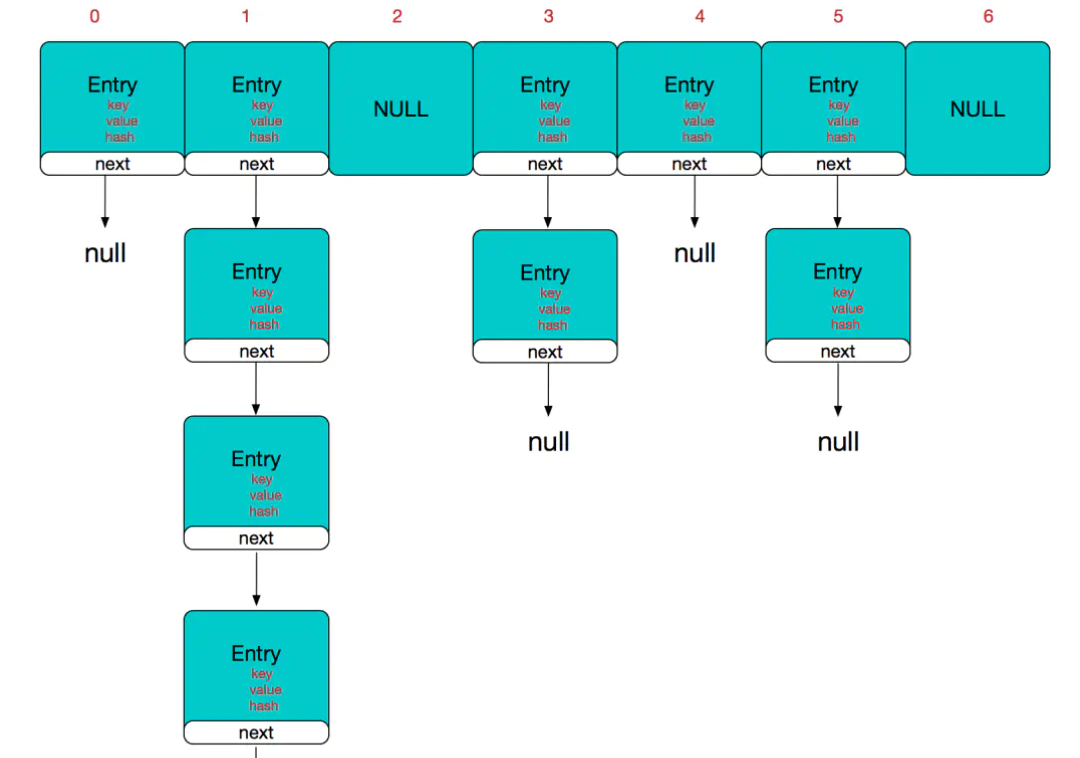 0 1 2 3 4 5 6
Entry Entry NULL Entry Entry Entry NULL
key key key key key
value value value value value
hash hash hash hash hash
next next next next next
null null
Entry Entry Entry
key key key
value value value
hash hash hash
next next next
null null
Entry
key
value
hash
next
Entry
key
value
hash
next